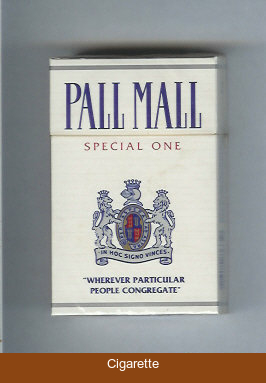 PALL MALL
SPECIAL ONE
IN HOC SIGNO VINCES
"WHEREVER PARTICULAR
PEOPLE CONGREGATE"
Cigarette